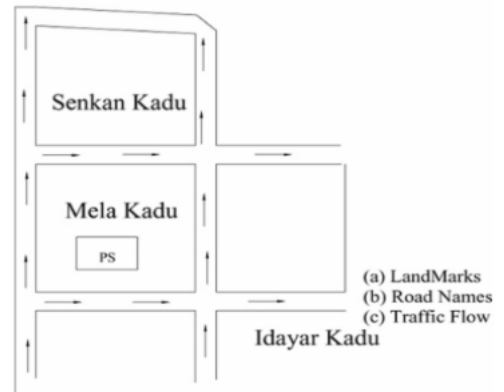 Senkan Kadu
Mela Kadu
PS
(a) LandMarks
(b) Road Names
(c) Traffic Flow
Idayar Kadu